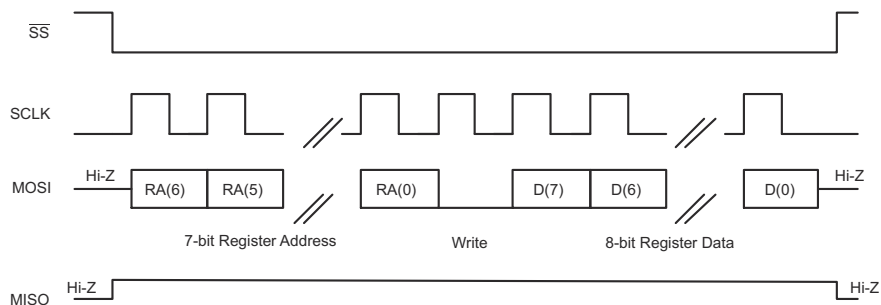 SS
SCLK
MOSI Hi-Z RA(6) RA(5) RA(0) D(7) D(6) D(0) Hi-Z
7-bit Register Address Write 8-bit Register Data
MISO Hi-Z Hi-Z